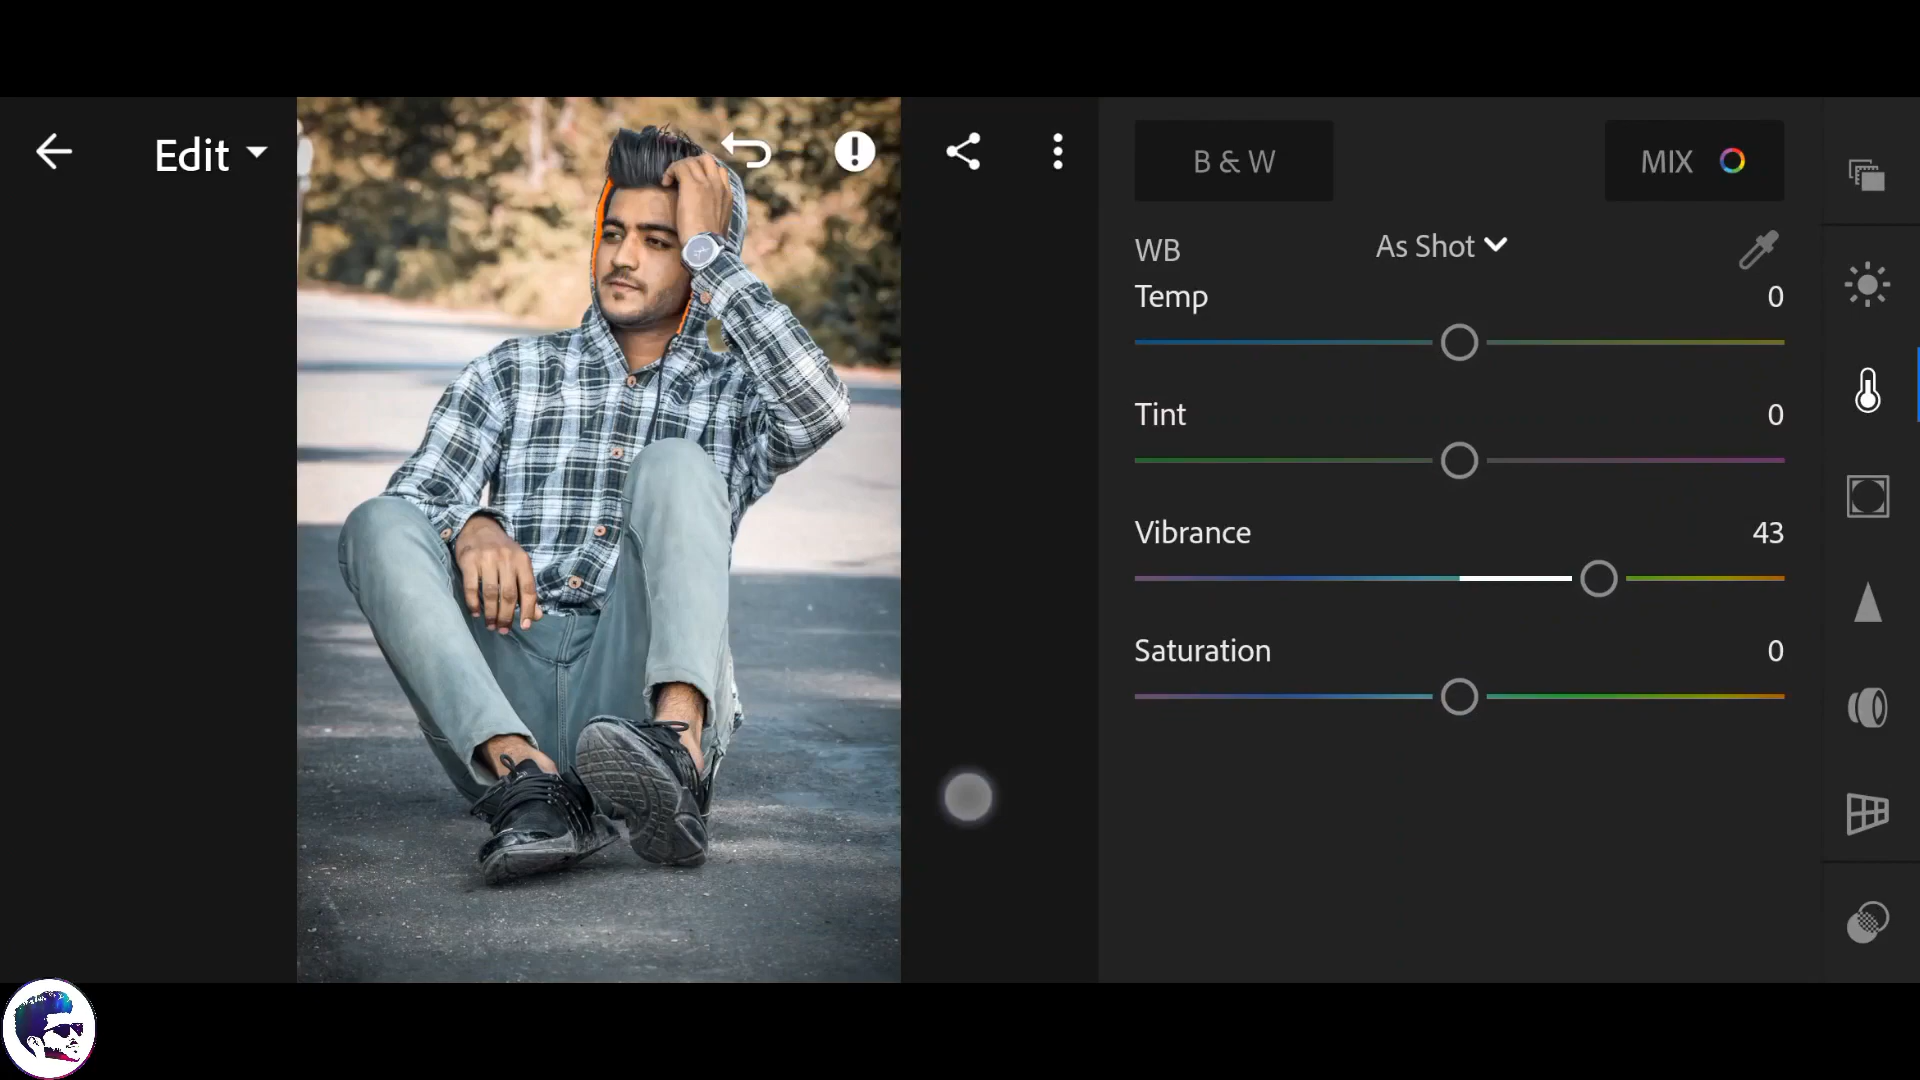 Edit
B & W
MIX
WB
As Shot
Temp
0
Tint
0
Vibrance
43
Saturation
0